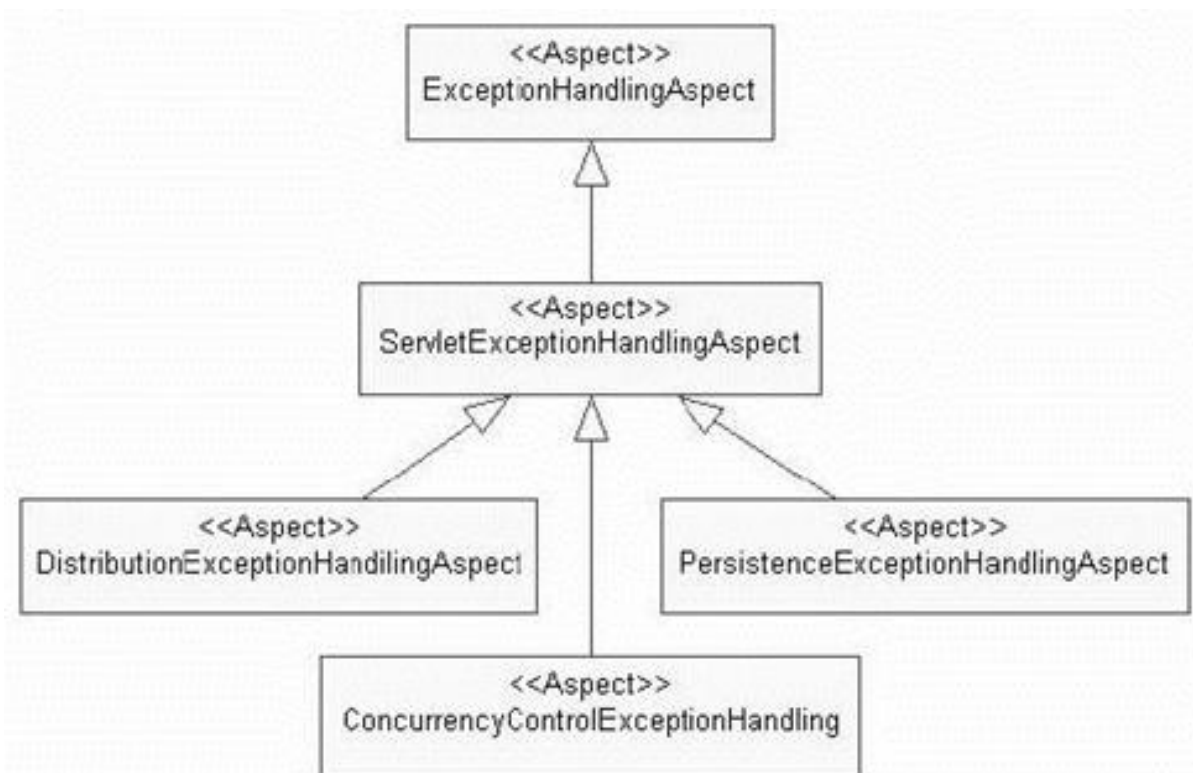 <<Aspect>>
ExceptionHandlingAspect
<<Aspect>>
ServletExceptionHandlingAspect
<<Aspect>>
DistributionExceptionHandilingAspect
<<Aspect>>
PersistenceExceptionHandlingAspect
<<Aspect>>
ConcurrencyControlExceptionHandling